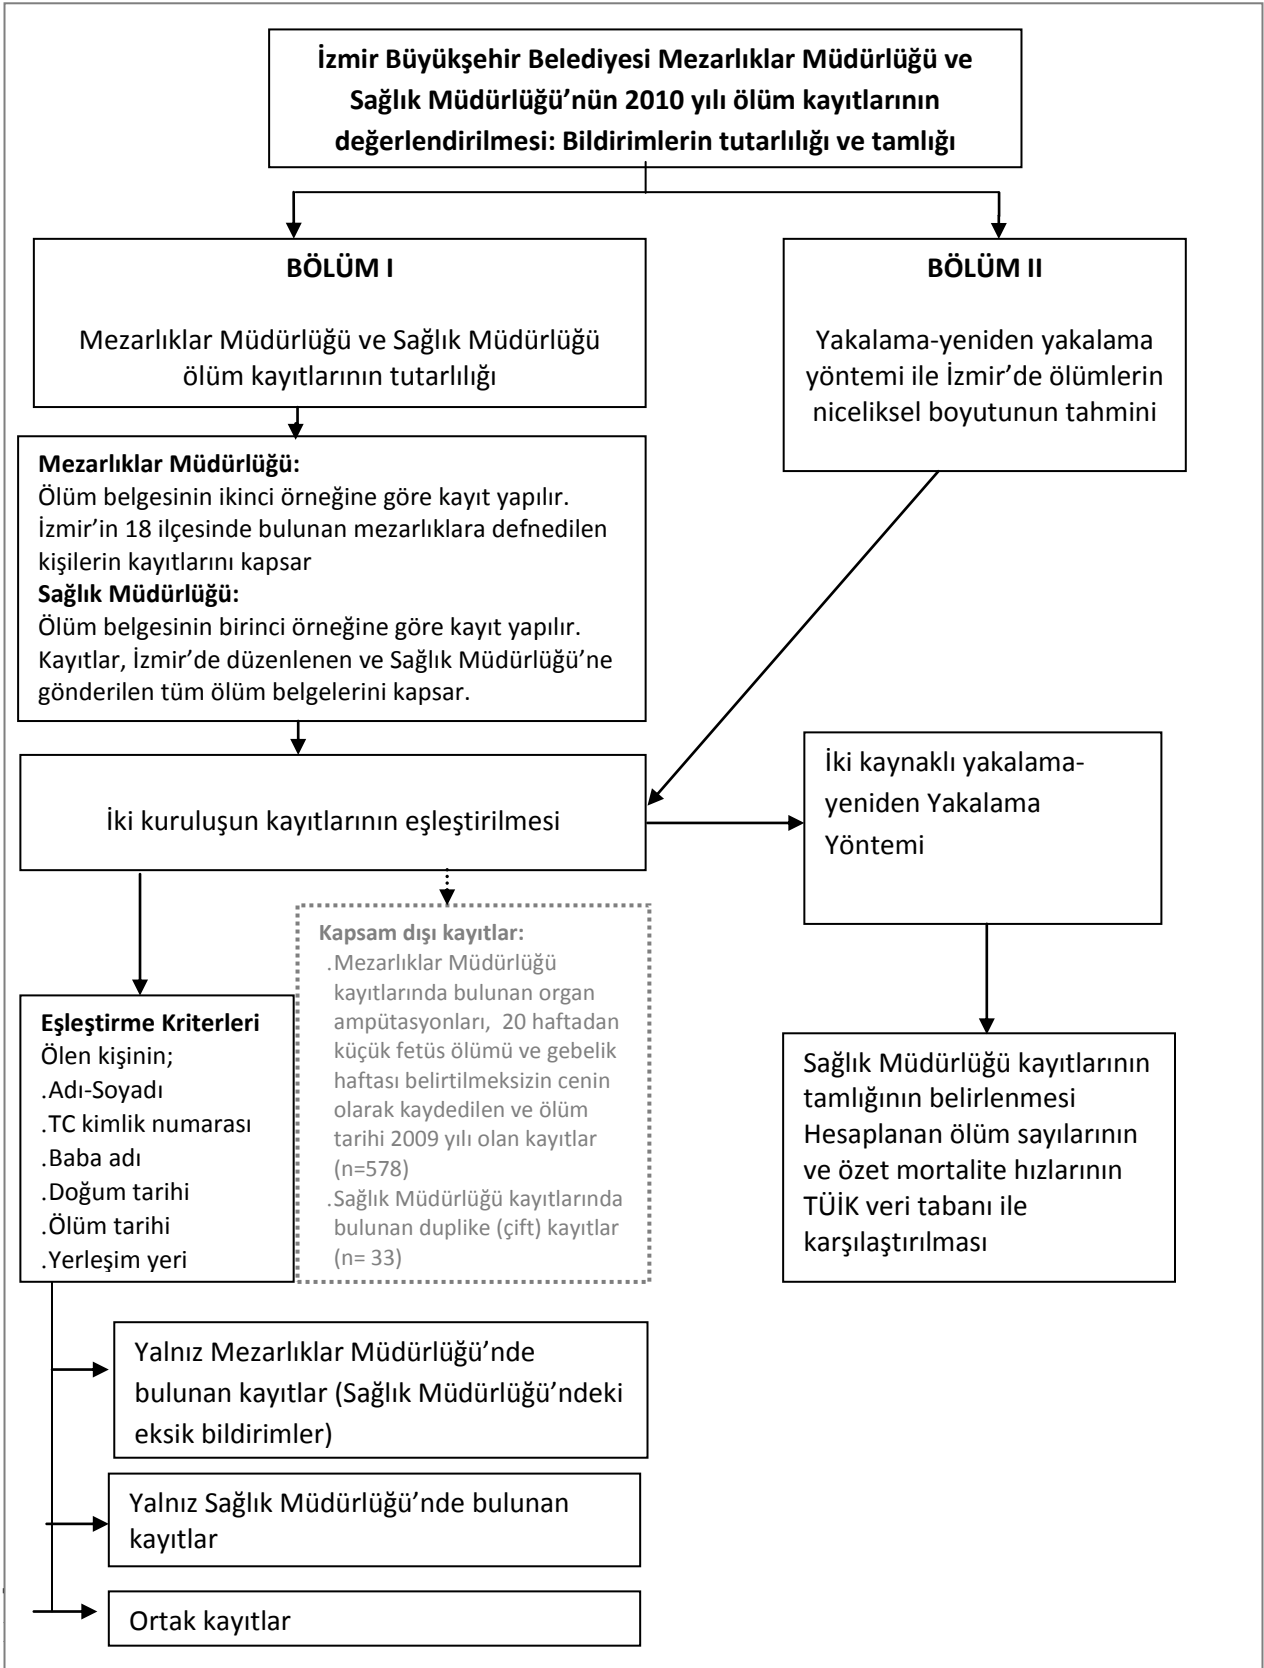 İzmir Büyükşehir Belediyesi Mezarlıklar Müdürlüğü ve
Sağlık Müdürlüğü’nün 2010 yılı ölüm kayıtlarının
değerlendirilmesi: Bildirimlerin tutarlılığı ve tamlığı
BÖLÜM I
Mezarlıklar Müdürlüğü ve Sağlık Müdürlüğü
ölüm kayıtlarının tutarlılığı
BÖLÜM II
Yakalama-yeniden yakalama
yöntemi ile İzmir’de ölümlerin
niceliksel boyutunun tahmini
Mezarlıklar Müdürlüğü:
Ölüm belgesinin ikinci örneğine göre kayıt yapılır.
İzmir’in 18 ilçesinde bulunan mezarlıklara defnedilen
kişilerin kayıtlarını kapsar
Sağlık Müdürlüğü:
Ölüm belgesinin birinci örneğine göre kayıt yapılır.
Kayıtlar, İzmir’de düzenlenen ve Sağlık Müdürlüğü’ne
gönderilen tüm ölüm belgelerini kapsar.
İki kuruluşun kayıtlarının eşleştirilmesi
İki kaynaklı yakalama-
yeniden Yakalama
Yöntemi
Kapsam dışı kayıtlar:
.Mezarlıklar Müdürlüğü
kayıtlarında bulunan organ
ampütasyonları, 20 haftadan
küçük fetüs ölümü ve gebelik
haftası belirtilmeksizin cenin
olarak kaydedilen ve ölüm
tarihi 2009 yılı olan kayıtlar
(n=578)
.Sağlık Müdürlüğü kayıtlarında
bulunan duplike (çift) kayıtlar
(n= 33)
Eşleştirme Kriterleri
Ölen kişinin;
.Adı-Soyadı
.TC kimlik numarası
.Baba adı
.Doğum tarihi
.Ölüm tarihi
.Yerleşim yeri
Sağlık Müdürlüğü kayıtlarının
tamlığının belirlenmesi
Hesaplanan ölüm sayılarının
ve özet mortalite hızlarının
TÜİK veri tabanı ile
karşılaştırılması
Yalnız Mezarlıklar Müdürlüğü’nde
bulunan kayıtlar (Sağlık Müdürlüğü’ndeki
eksik bildirimler)
Yalnız Sağlık Müdürlüğü’nde bulunan
kayıtlar
Ortak kayıtlar